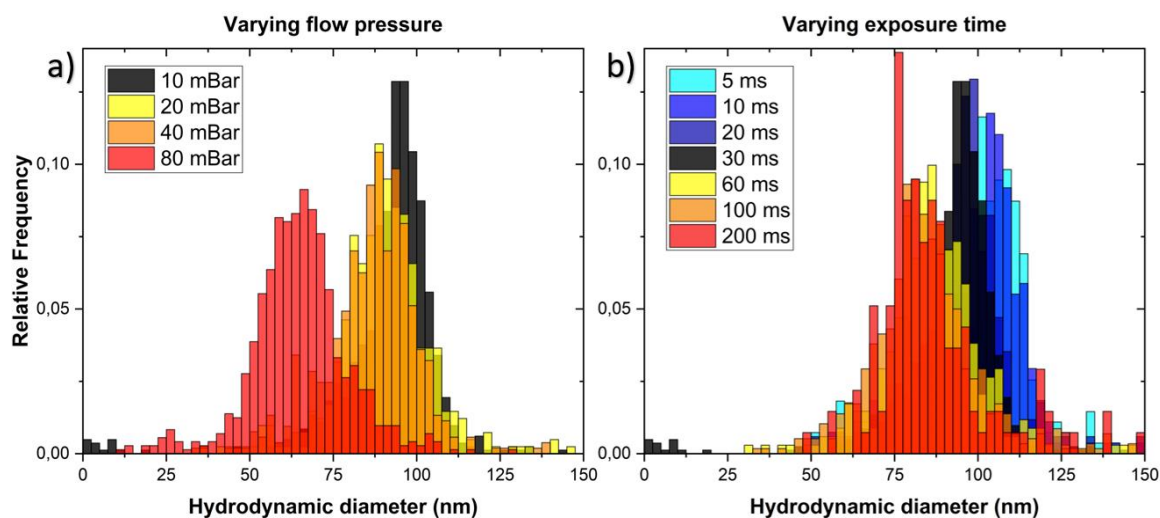 Varying flow pressure
a)
10 mBar
20 mBar
40 mBar
80 mBar
Relative Frequency
0,10
0,05
0,00
0 25 50 75 100 125 150
Hydrodynamic diameter (nm)
Varying exposure time
b)
5 ms
10 ms
20 ms
30 ms
60 ms
100 ms
200 ms
0,10
0,05
0,00
0 25 50 75 100 125 150
Hydrodynamic diameter (nm)